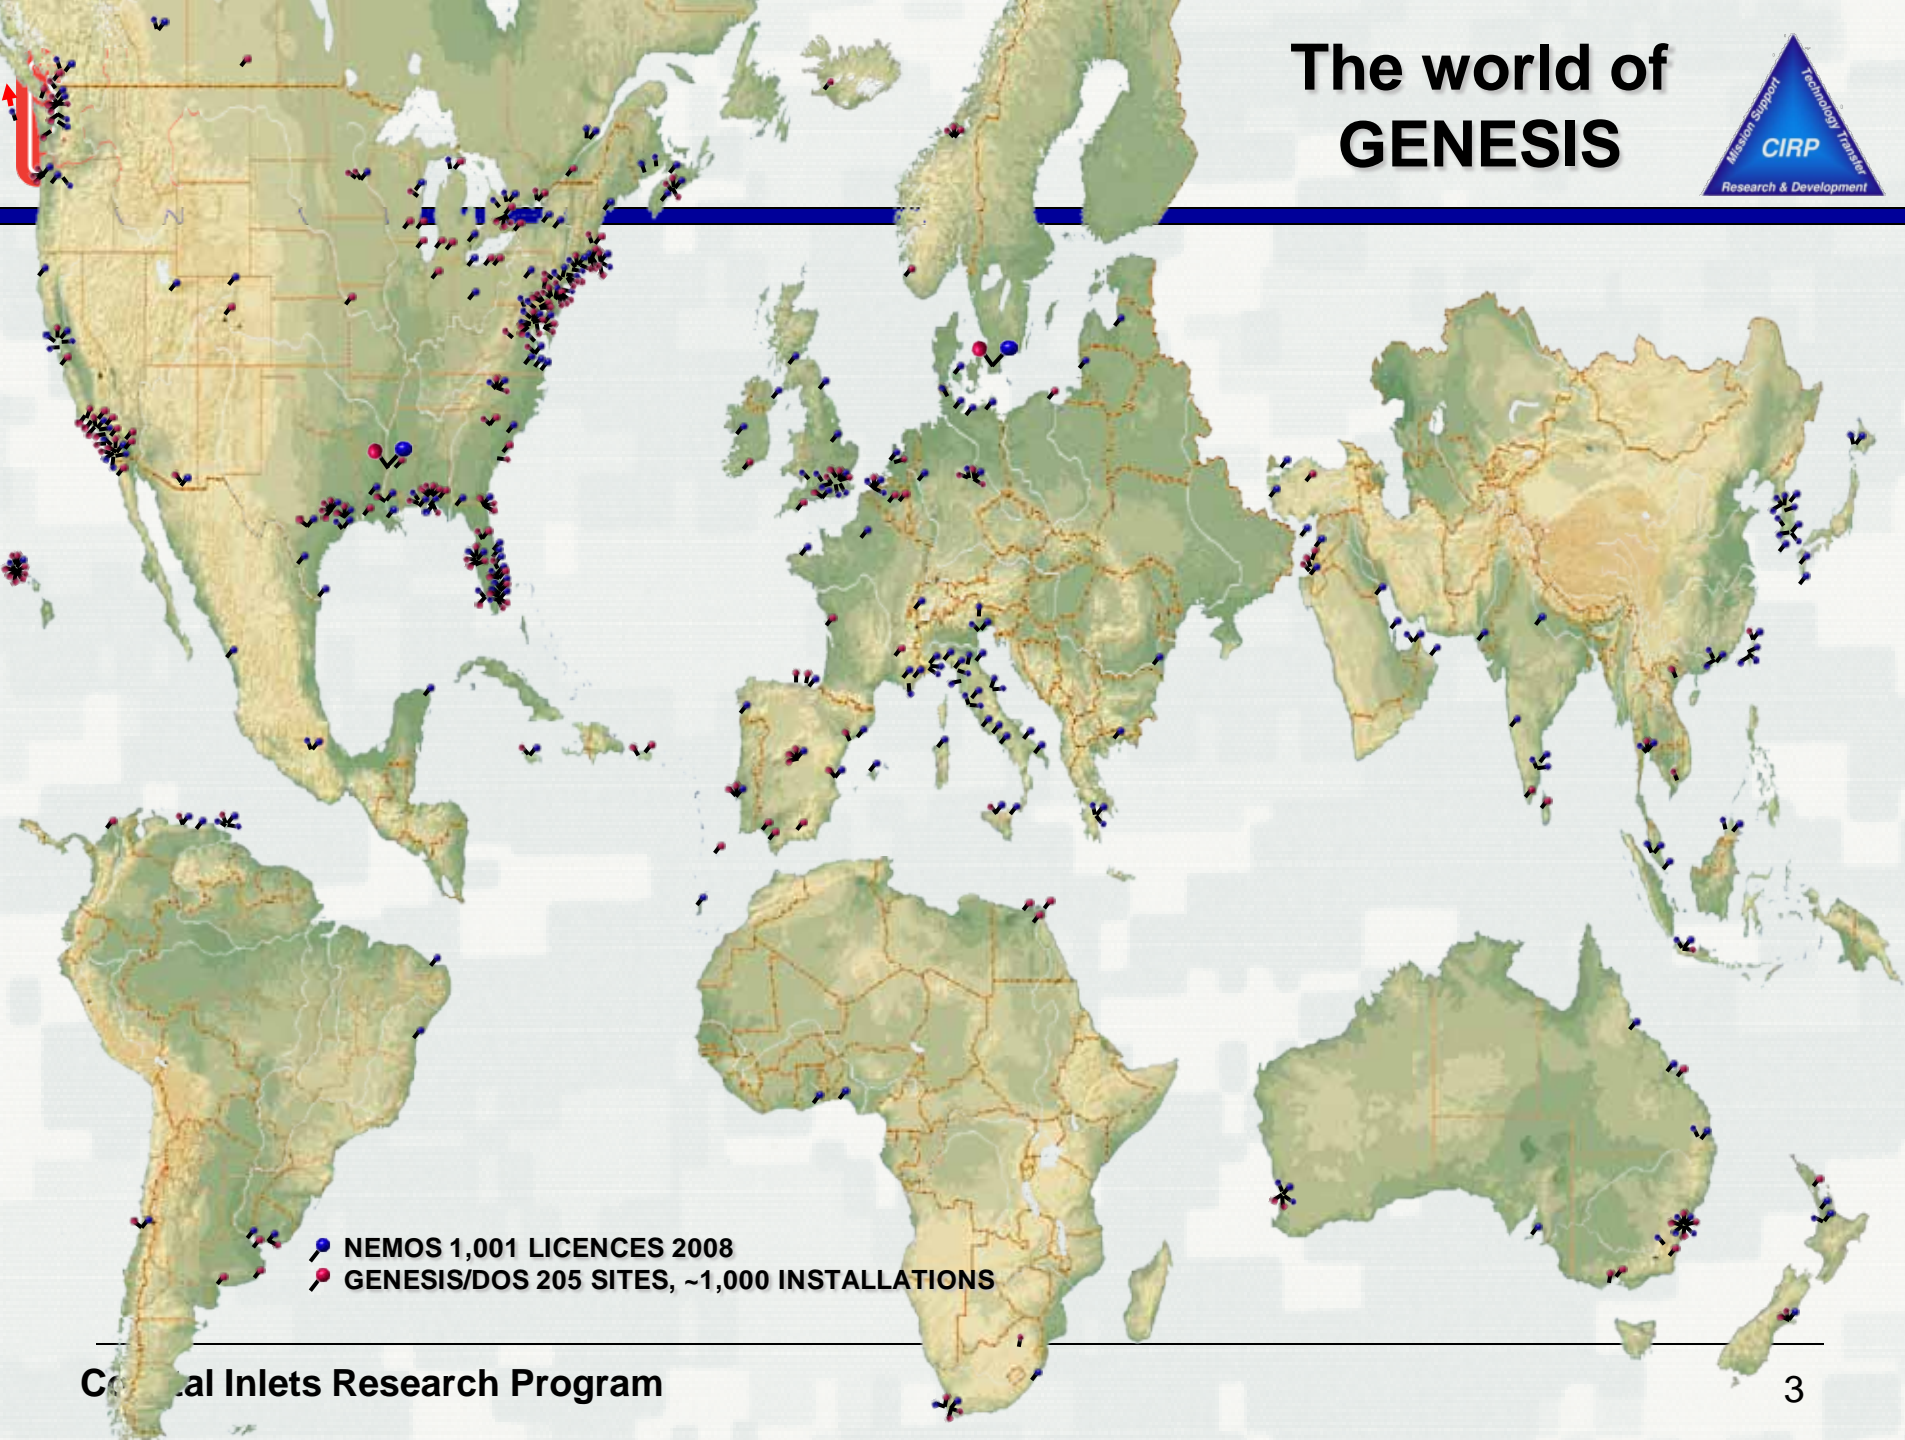 The world of
GENESIS
Mission Support
Technology Transfer
CIRP
Research & Development
NEMOS 1,001 LICENCES 2008
GENESIS/DOS 205 SITES, ~1,000 INSTALLATIONS
Inlets Research Program
3